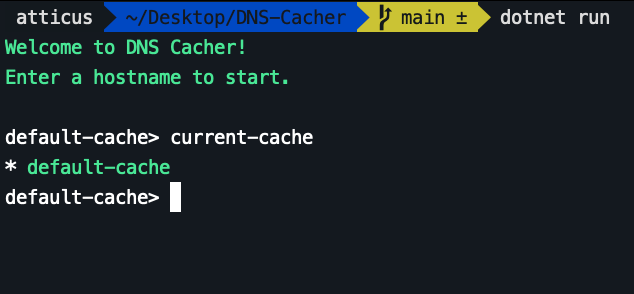 atticus ~/Desktop/DNS-Cacher main ± dotnet run
Welcome to DNS Cacher!
Enter a hostname to start.
default-cache> current-cache
* default-cache
default-cache>